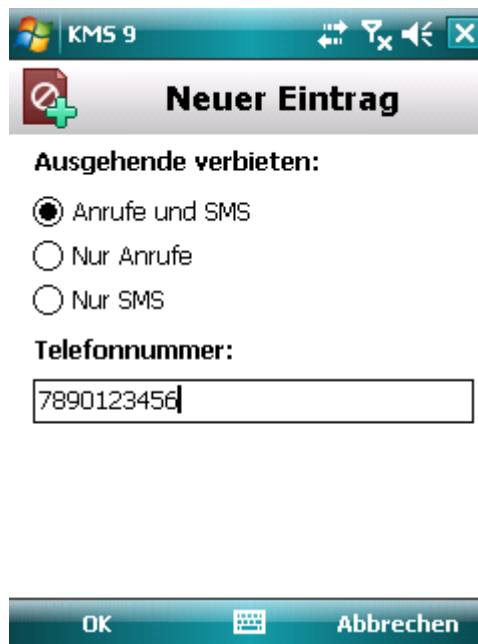 KMS 9
Neuer Eintrag
Ausgehende verbieten:
Anrufe und SMS
Nur Anrufe
Nur SMS
Telefonnummer:
7890123456
OK Abbrechen